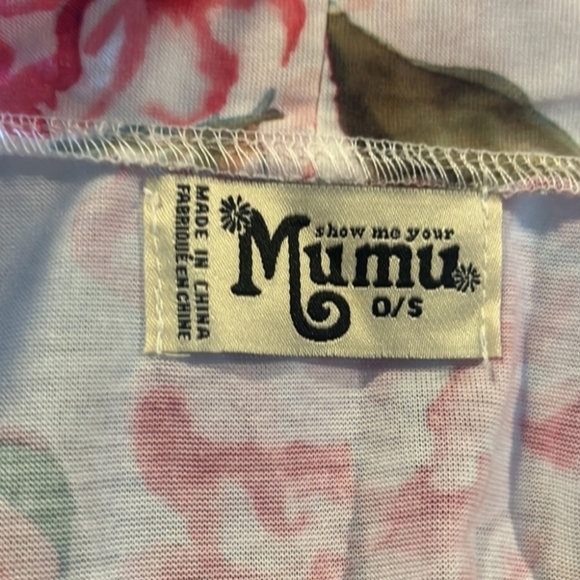 MADE IN CHINA
FABRIQUÉ EN CHINE
show me your
Mumu
O/S